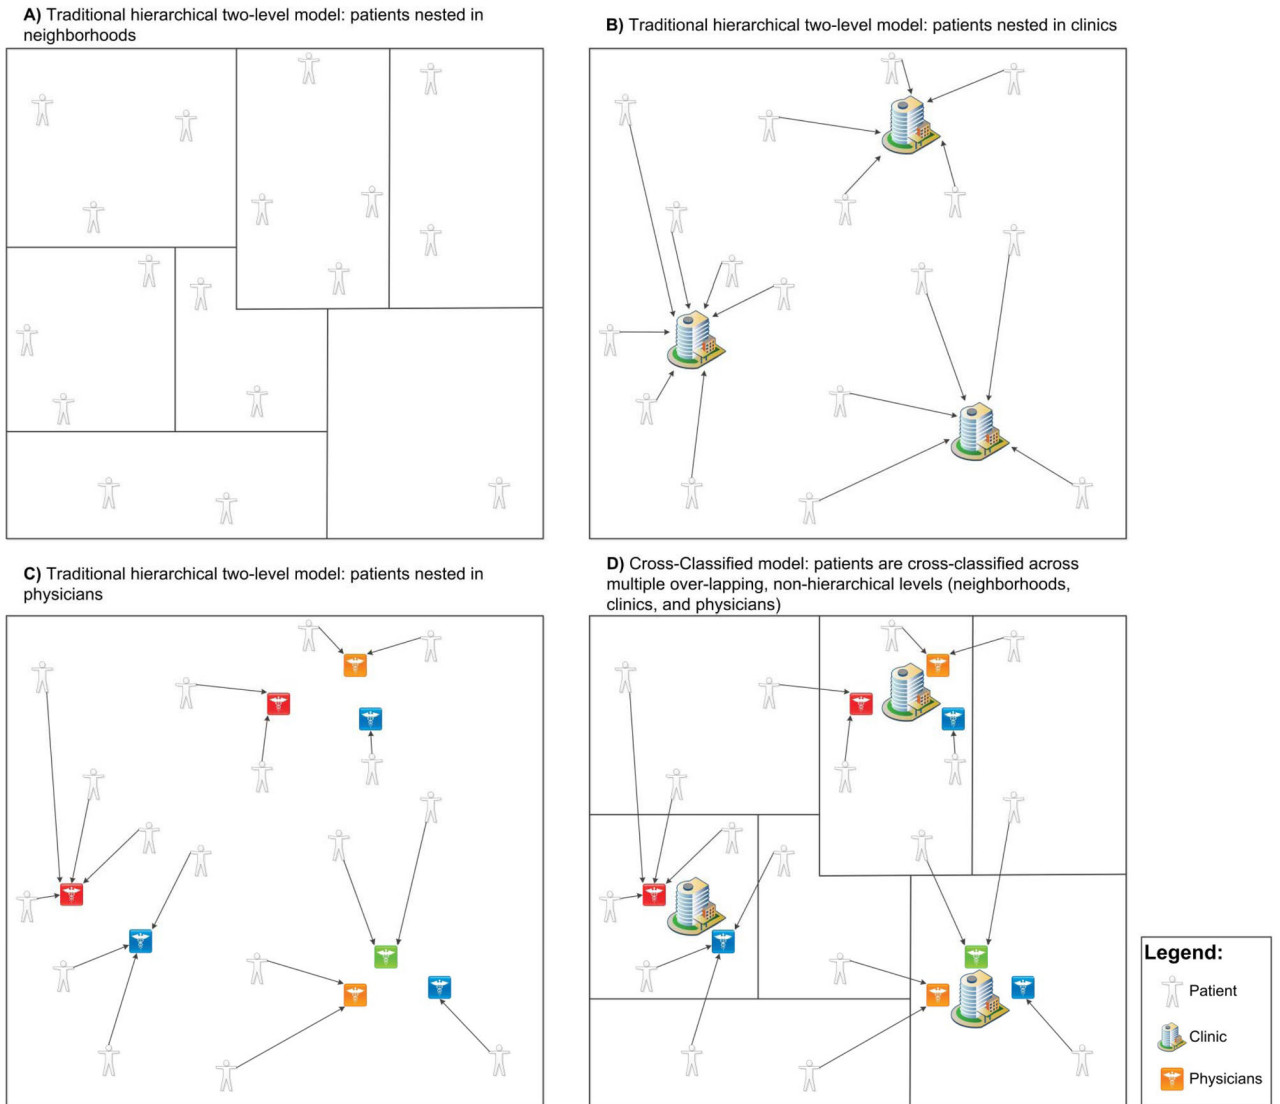 A) Traditional hierarchical two-level model: patients nested in
neighborhoods
B) Traditional hierarchical two-level model: patients nested in clinics
C) Traditional hierarchical two-level model: patients nested in
physicians
D) Cross-Classified model: patients are cross-classified across
multiple over-lapping, non-hierarchical levels (neighborhoods,
clinics, and physicians)
Legend:
Patient
Clinic
Physicians